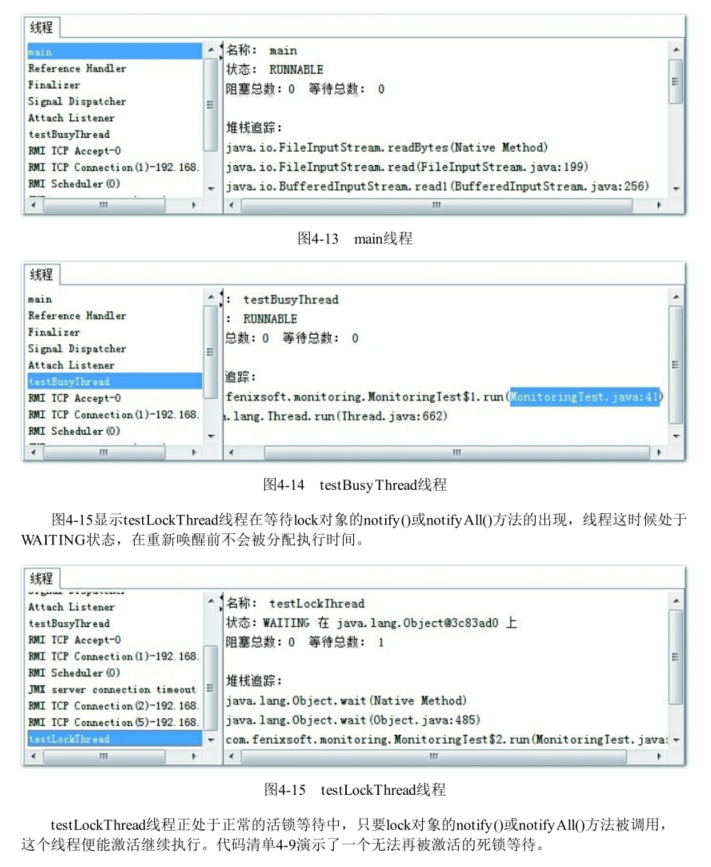 线程
main
Reference Handler
Finalizer
Signal Dispatcher
Attach Listener
testBusyThread
RMI TCP Accept-0
RMI TCP Connection(1)-192.168.
RMI Scheduler(0)
名称： main
状态： RUNNABLE
阻塞总数：0 等待总数： 0
堆栈追踪：
java.io.FileInputStream.readBytes(Native Method)
java.io.FileInputStream.read(FileInputStream.java:199)
java.io.BufferedInputStream.read1(BufferedInputStream.java:256)
图4-13 main线程
线程
main
Reference Handler
Finalizer
Signal Dispatcher
Attach Listener
testBusyThread
RMI TCP Accept-0
RMI TCP Connection(1)-192.168.
RMI Scheduler(0)
： testBusyThread
： RUNNABLE
总数：0 等待总数： 0
追踪：
fenixsoft.monitoring.MonitoringTest$1.run(MonitoringTest.java:41)
.lang.Thread.run(Thread.java:662)
图4-14 testBusyThread线程
图4-15显示testLockThread线程在等待lock对象的notify()或notifyAll()方法的出现，线程这时候处于
WAITING状态，在重新唤醒前不会被分配执行时间。
线程
Signal Dispatcher
Attach Listener
testBusyThread
RMI TCP Accept-0
RMI TCP Connection(1)-192.168.
RMI Scheduler(0)
JMX server connection timeout
RMI TCP Connection(2)-192.168.
RMI TCP Connection(5)-192.168.
testLockThread
名称： testLockThread
状态：WAITING 在 java.lang.Object@3c83ad0 上
阻塞总数：0 等待总数： 1
堆栈追踪：
java.lang.Object.wait(Native Method)
java.lang.Object.wait(Object.java:485)
com.fenixsoft.monitoring.MonitoringTest$2.run(MonitoringTest.java:
图4-15 testLockThread线程
testLockThread线程正处于正常的活锁等待中，只要lock对象的notify()或notifyAll()方法被调用，
这个线程便能激活继续执行。代码清单4-9演示了一个无法再被激活的死锁等待。